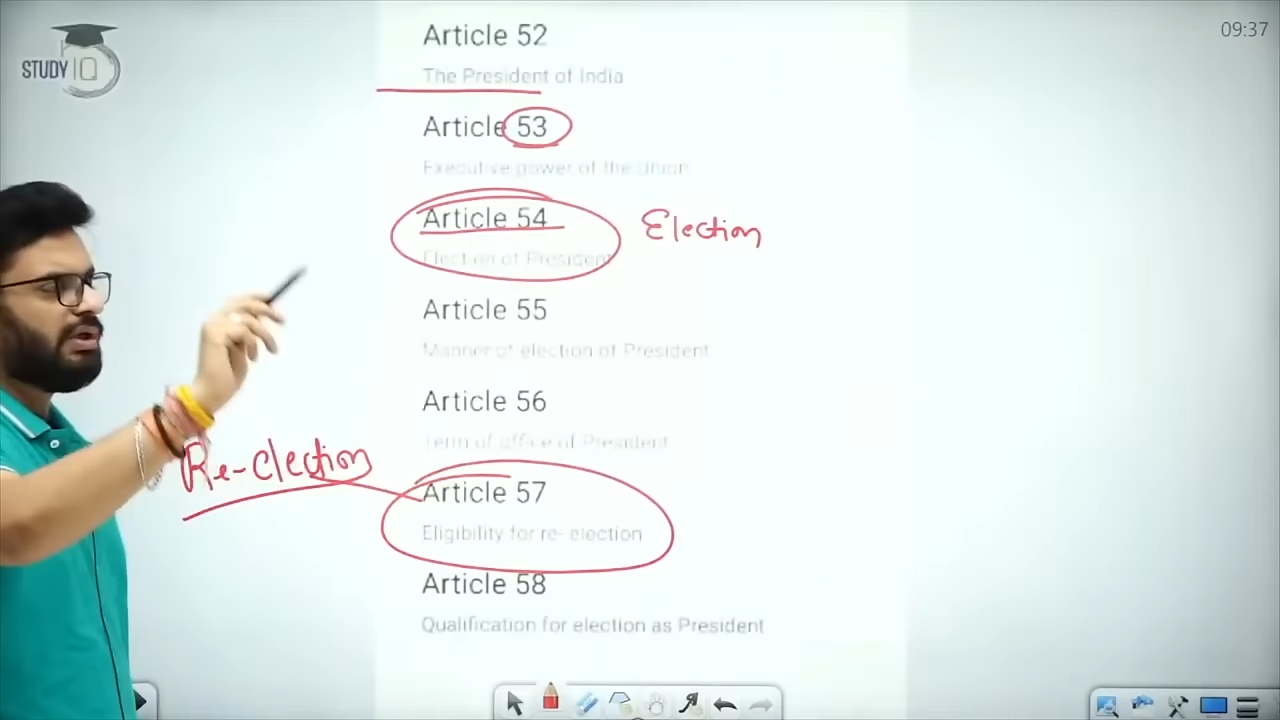 STUDY IQ
09:37
Article 52
The President of India
Article 53
Executive power of the Union
Article 54
Election of President
Election
Article 55
Manner of election of President
Article 56
Term of office of President
Re-election
Article 57
Eligibility for re- election
Article 58
Qualification for election as President